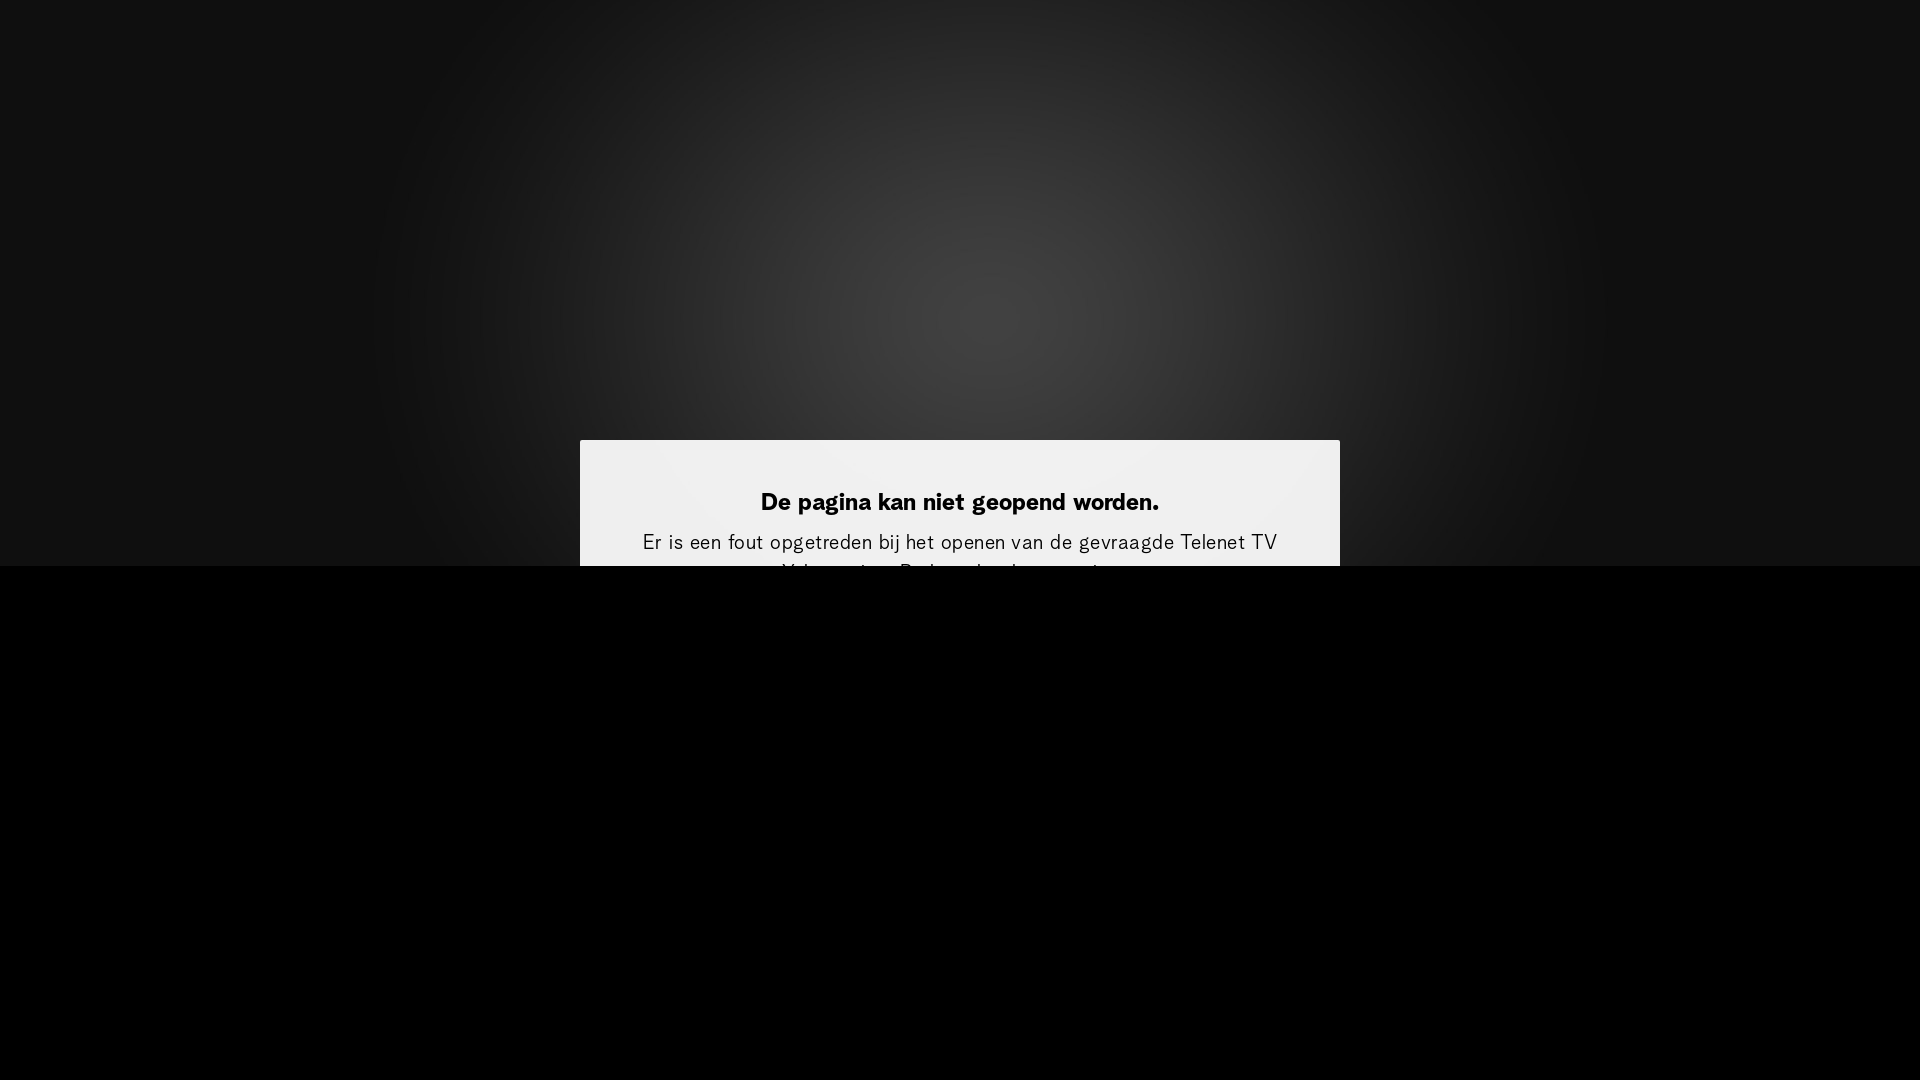 De pagina kan niet geopend worden.
Er is een fout opgetreden bij het openen van de gevraagde Telenet TV